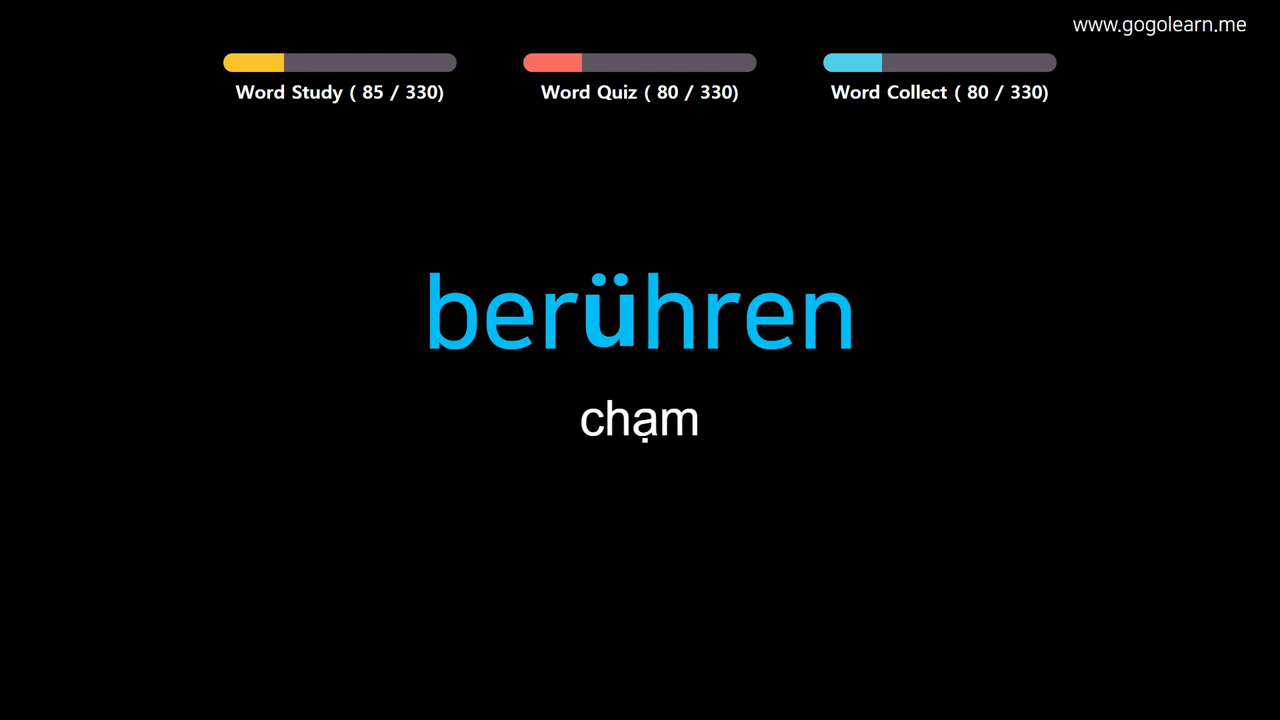 www.gogolearn.me
Word Study ( 85 / 330)
Word Quiz ( 80 / 330)
Word Collect ( 80 / 330)
berühren
chạm